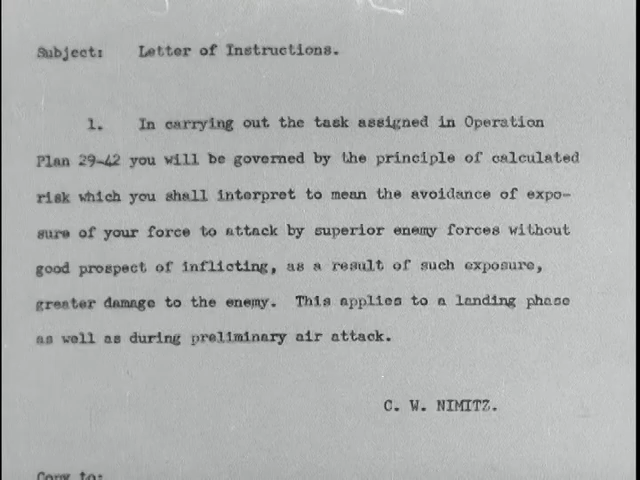 Subject: Letter of Instructions.
1. In carrying out the task assigned in Operation
Plan 29-42 you will be governed by the principle of calculated
risk which you shall interpret to mean the avoidance of expo-
sure of your force to attack by superior enemy forces without
good prospect of inflicting, as a result of such exposure,
greater damage to the enemy. This applies to a landing phase
as well as during preliminary air attack.
C. W. NIMITZ.
Copy to: